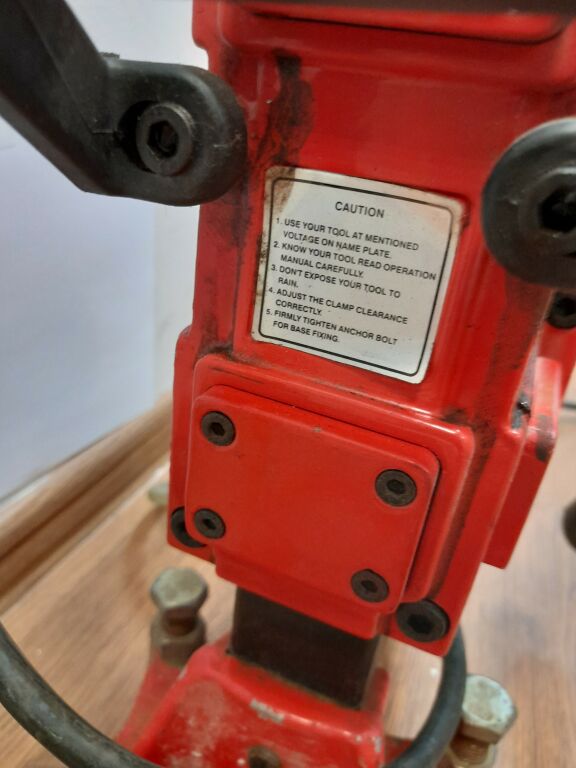 CAUTION
1. USE YOUR TOOL AT MENTIONED
VOLTAGE ON NAME PLATE.
2. KNOW YOUR TOOL READ OPERATION
MANUAL CAREFULLY.
3. DON'T EXPOSE YOUR TOOL TO
RAIN.
4. ADJUST THE CLAMP CLEARANCE
CORRECTLY.
5. FIRMLY TIGHTEN ANCHOR BOLT
FOR BASE FIXING.